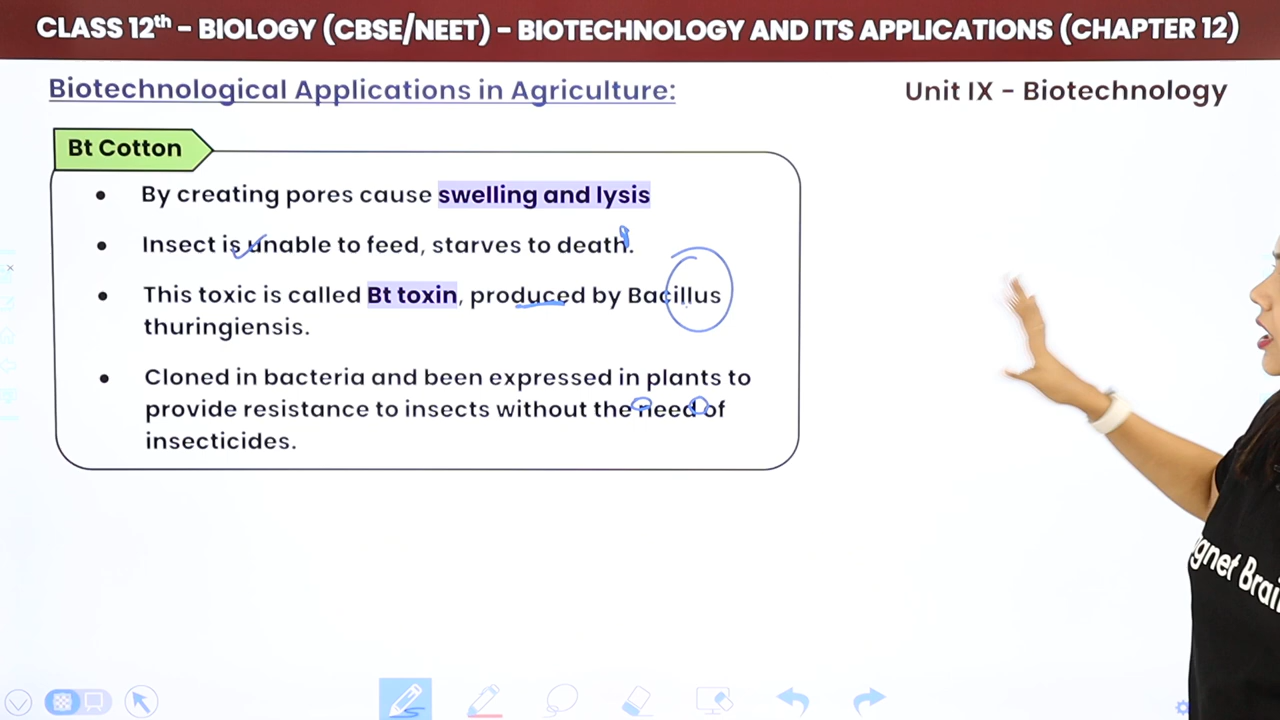 CLASS 12th – BIOLOGY (CBSE/NEET) – BIOTECHNOLOGY AND ITS APPLICATIONS (CHAPTER 12)
Biotechnological Applications in Agriculture:
Unit IX – Biotechnology
Bt Cotton
• By creating pores cause swelling and lysis
• Insect is unable to feed, starves to death.
• This toxic is called Bt toxin, produced by Bacillus
thuringiensis.
• Cloned in bacteria and been expressed in plants to
provide resistance to insects without the need of
insecticides.
gnet Brai